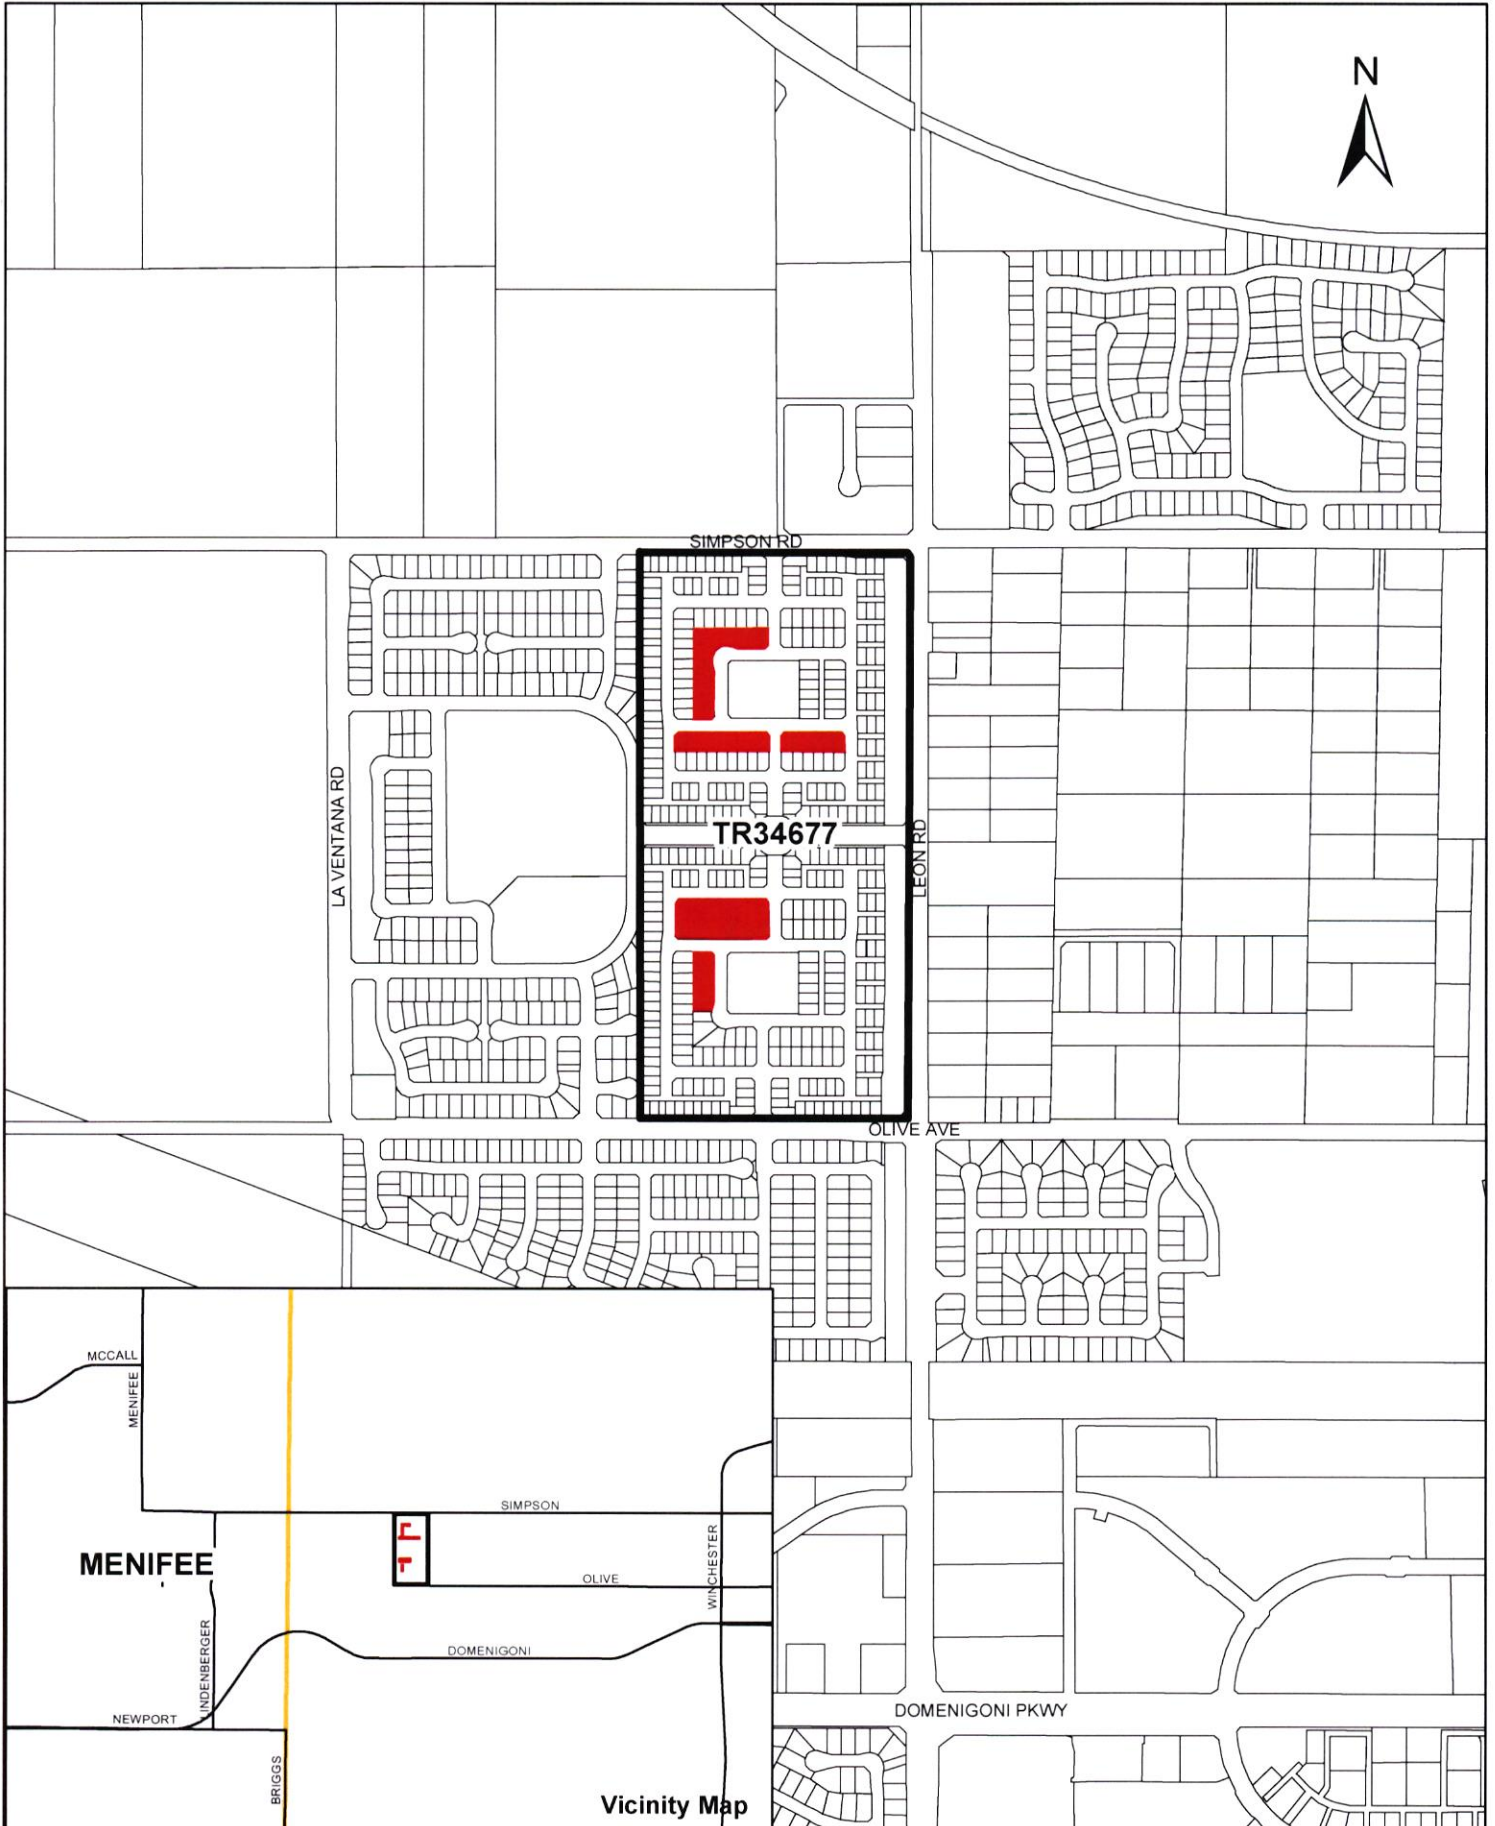 N
SIMPSON RD
LA VENTANA RD
TR34677
LEON RD
OLIVE AVE
MCCALL
MENIFEE
SIMPSON
MENIFEE
WINCHESTER
OLIVE
LINDENBERGER
DOMENIGONI
NEWPORT
DOMENIGONI PKWY
BRIGGS
Vicinity Map